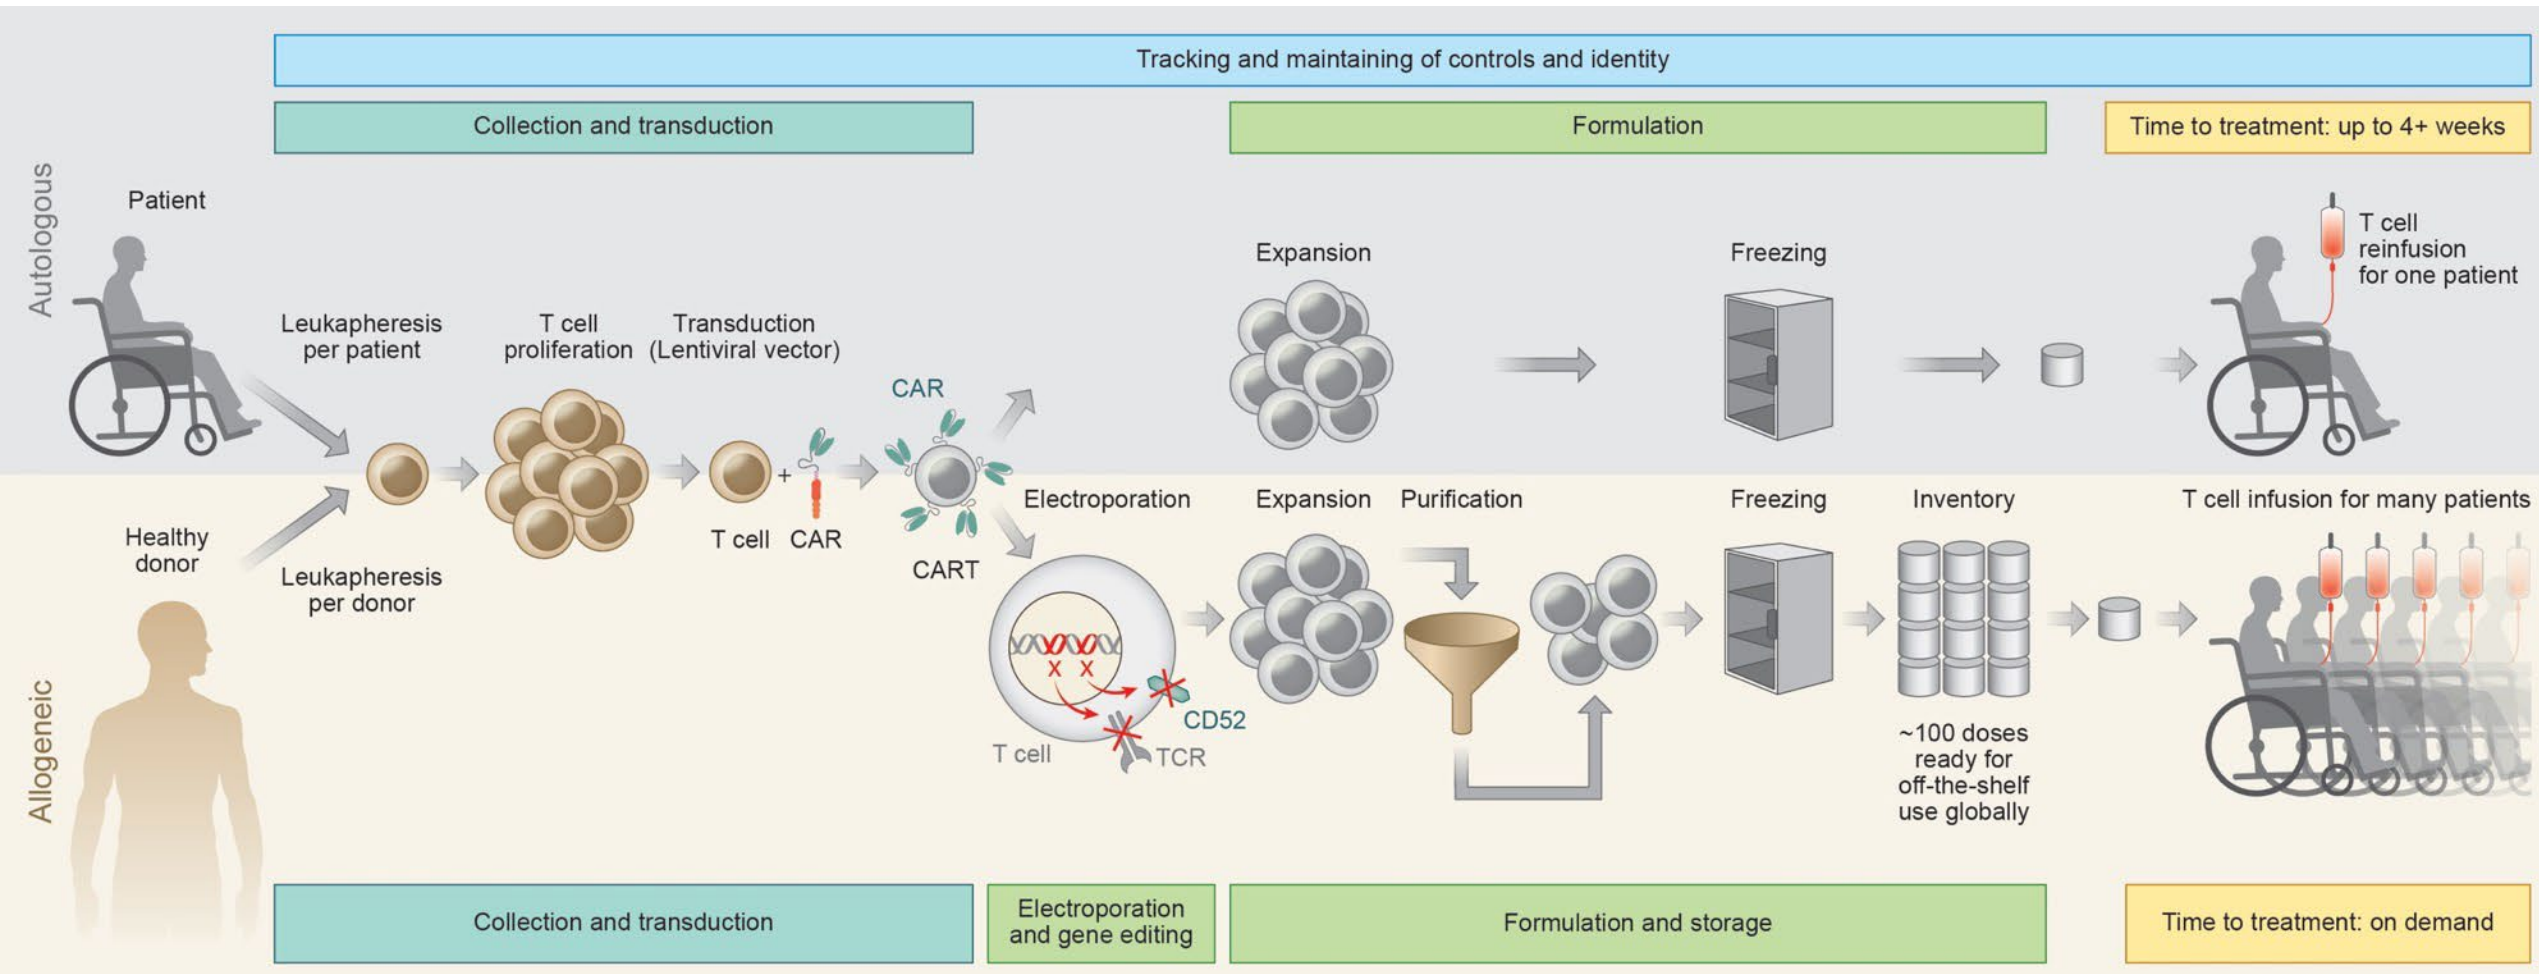 Tracking and maintaining of controls and identity
Collection and transduction
Formulation
Time to treatment: up to 4+ weeks
Autologous
Patient
Leukapheresis
per patient
T cell
proliferation
Transduction
(Lentiviral vector)
CAR
Expansion
Freezing
T cell
reinfusion
for one patient
Allogeneic
Healthy
donor
Leukapheresis
per donor
+
T cell
CAR
CART
Electroporation
X X
CD52
TCR
T cell
Expansion
Purification
Freezing
Inventory
~100 doses
ready for
off-the-shelf
use globally
T cell infusion for many patients
Collection and transduction
Electroporation
and gene editing
Formulation and storage
Time to treatment: on demand